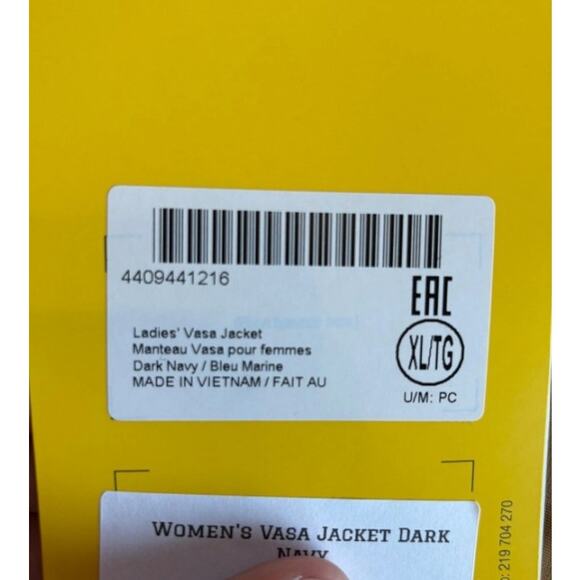 4409441216
EAC
Ladies' Vasa Jacket
Manteau Vasa pour femmes
Dark Navy / Bleu Marine
MADE IN VIETNAM / FAIT AU
XL/TG
U/M: PC
WOMEN'S VASA JACKET DARK
NAVY
: 219 704 270